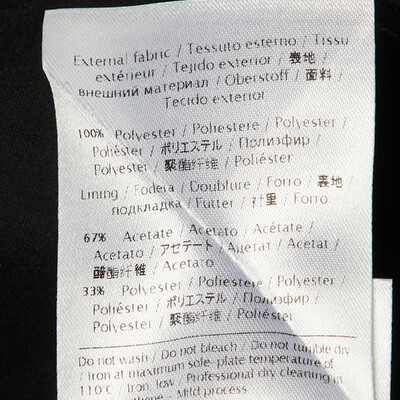 External fabric / Tessuto esterno / Tissu
extérieur / Tejido exterior / 表地 /
внешний материал / Oberstoff / 面料 /
Tecido exterior
100% Polyester / Poliestere / Polyester /
Poliéster / ポリエステル / Полиэфир /
Polyester / 聚酯纤维 / Poliéster
Lining / Fodera / Doublure / Forro / 裏地 /
подкладка / Futter / 衬里 / Forro
67% Acetate / Acetato / Acétate /
Acetato / アセテート / Ацетат / Acetat /
醋酯纤维 / Acetato
33% Polyester / Poliestere / Polyester /
Poliéster / ポリエステル / Полиэфир /
Polyester / 聚酯纤维 / Poliéster
Do not wash / Do not bleach / Do not tumble dry
/ Iron at maximum sole-plate temperature of
110°C / Iron, low / Professional dry cleaning in
- Mild process